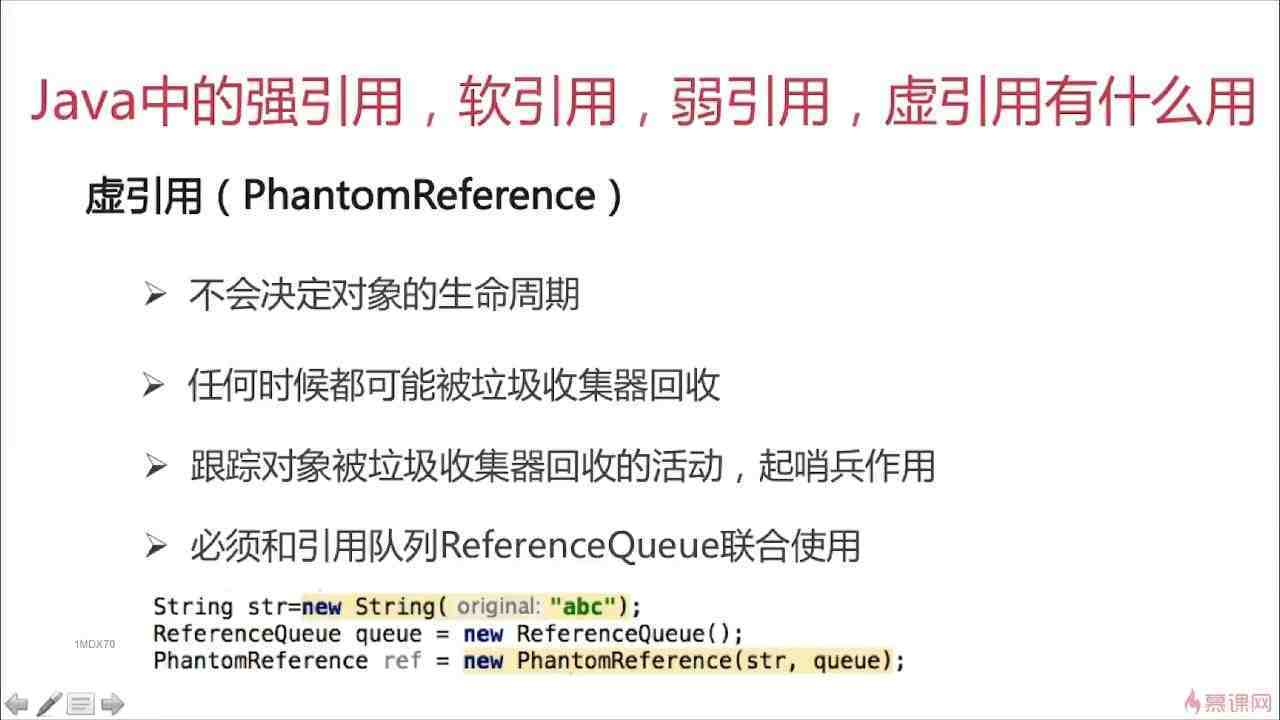 Java中的强引用，软引用，弱引用，虚引用有什么用
虚引用（PhantomReference）
不会决定对象的生命周期
任何时候都可能被垃圾收集器回收
跟踪对象被垃圾收集器回收的活动，起哨兵作用
必须和引用队列ReferenceQueue联合使用
String str=new String( original: "abc");
ReferenceQueue queue = new ReferenceQueue();
1MDX70
PhantomReference ref = new PhantomReference(str, queue);
慕课网